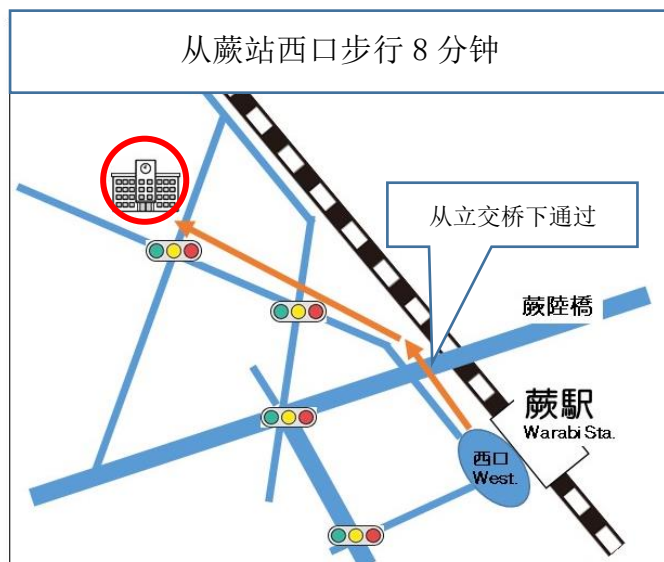 从蕨站西口步行 8 分钟
从立交桥下通过
蕨陸橋
蕨駅
Warabi Sta.
西口
West.